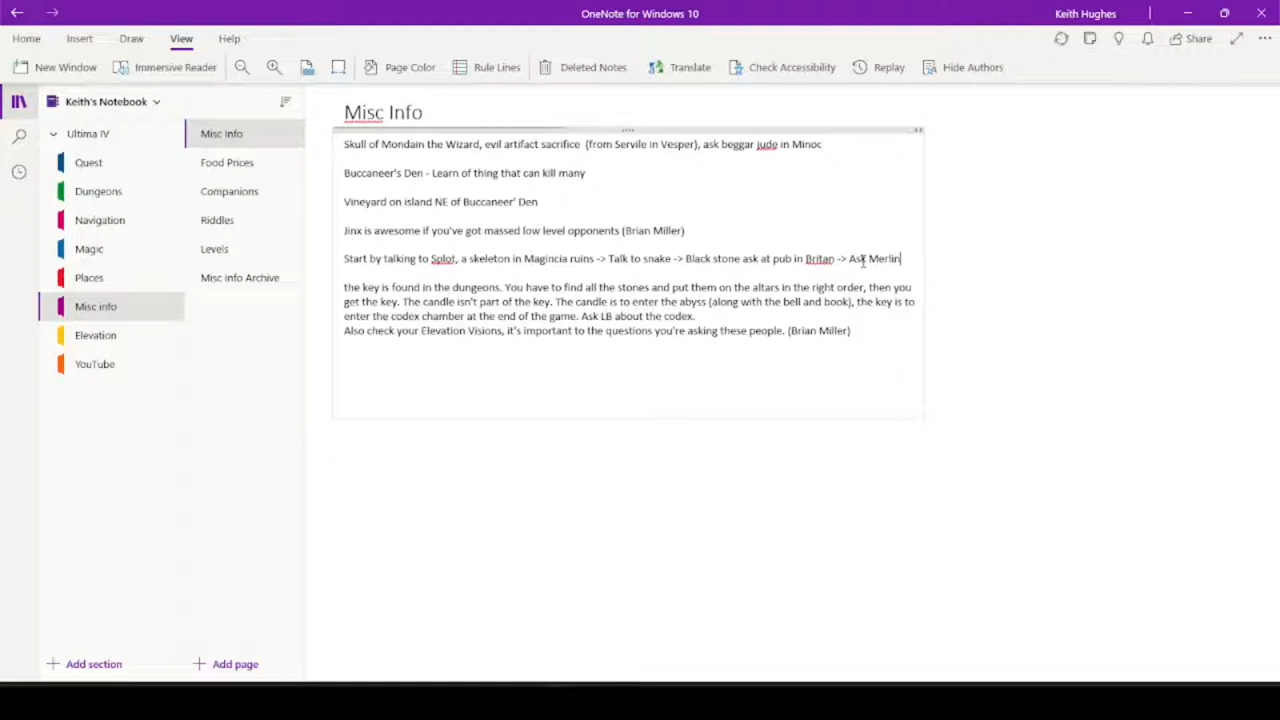 OneNote for Windows 10
Keith Hughes
Home Insert Draw View Help
Share
New Window Immersive Reader Page Color Rule Lines Deleted Notes Translate Check Accessibility Replay Hide Authors
Keith's Notebook
Ultima IV
Quest
Dungeons
Navigation
Magic
Places
Misc info
Elevation
YouTube
Misc Info
Food Prices
Companions
Riddles
Levels
Misc Info Archive
Misc Info
Skull of Mondain the Wizard, evil artifact sacrifice (from Servile in Vesper), ask beggar jude in Minoc
Buccaneer's Den - Learn of thing that can kill many
Vineyard on island NE of Buccaneer' Den
Jinx is awesome if you've got massed low level opponents (Brian Miller)
Start by talking to Splot, a skeleton in Magincia ruins -> Talk to snake -> Black stone ask at pub in Britan -> Ask Merlin
the key is found in the dungeons. You have to find all the stones and put them on the altars in the right order, then you
get the key. The candle isn't part of the key. The candle is to enter the abyss (along with the bell and book), the key is to
enter the codex chamber at the end of the game. Ask LB about the codex.
Also check your Elevation Visions, it's important to the questions you're asking these people. (Brian Miller)
Add section
Add page